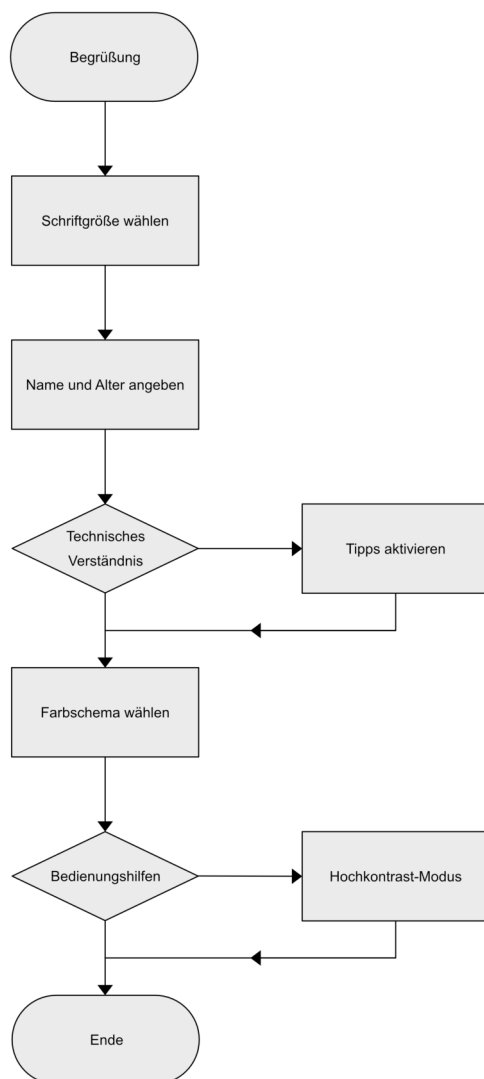 Begrüßung
Schriftgröße wählen
Name und Alter angeben
Technisches
Verständnis
Tipps aktivieren
Farbschema wählen
Bedienungshilfen
Hochkontrast-Modus
Ende